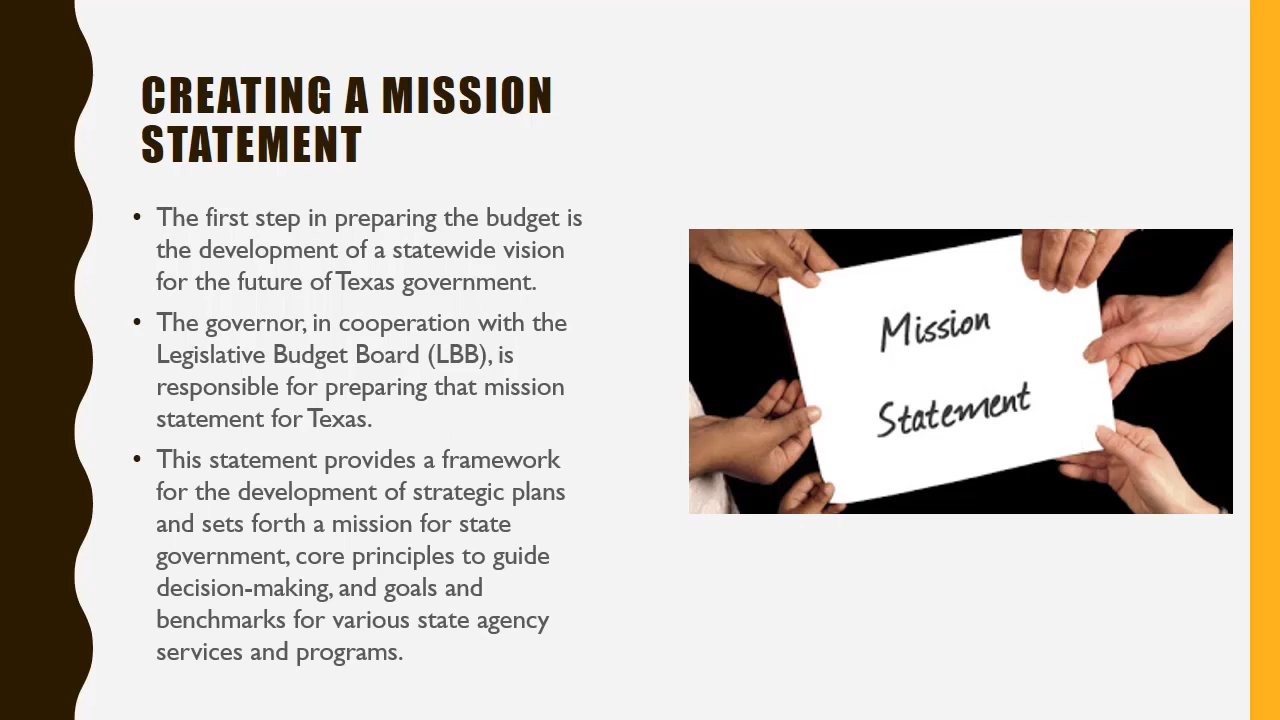 CREATING A MISSION
STATEMENT
• The first step in preparing the budget is
the development of a statewide vision
for the future of Texas government.
• The governor, in cooperation with the
Legislative Budget Board (LBB), is
responsible for preparing that mission
statement for Texas.
• This statement provides a framework
for the development of strategic plans
and sets forth a mission for state
government, core principles to guide
decision-making, and goals and
benchmarks for various state agency
services and programs.
Mission
Statement